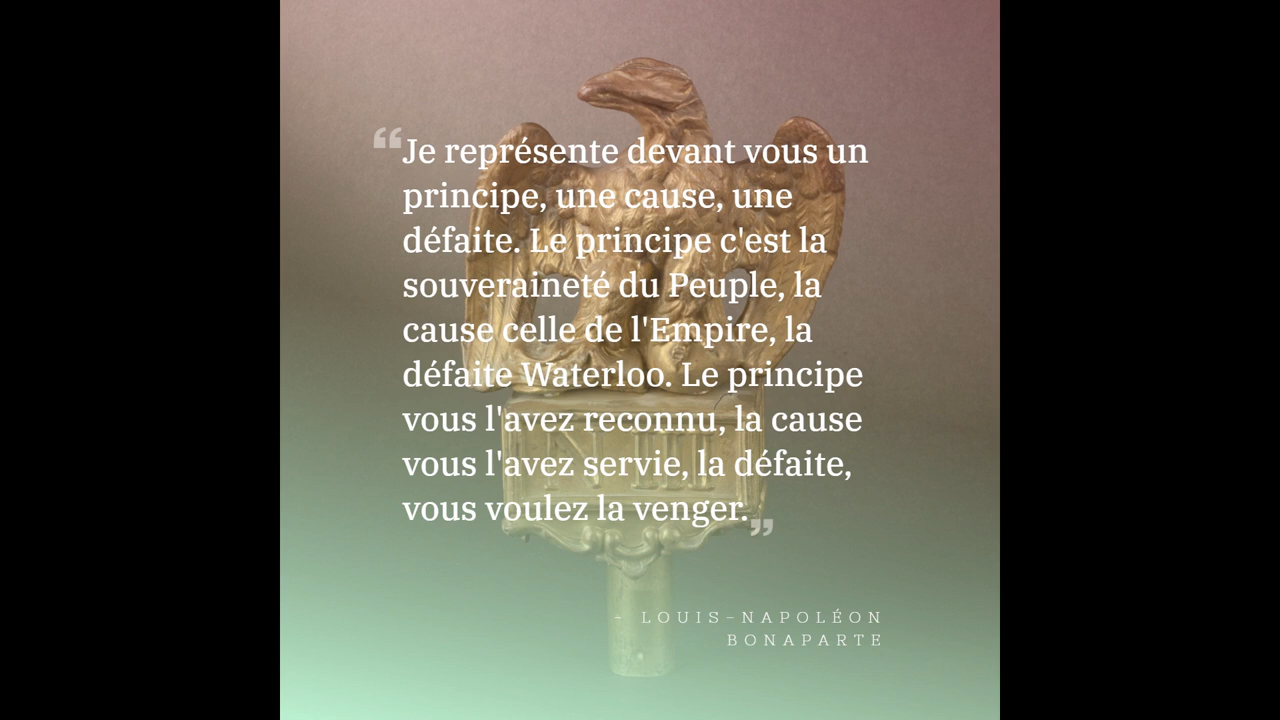 “Je représente devant vous un
principe, une cause, une
défaite. Le principe c'est la
souveraineté du Peuple, la
cause celle de l'Empire, la
défaite Waterloo. Le principe
vous l'avez reconnu, la cause
vous l'avez servie, la défaite,
vous voulez la venger.”
- LOUIS-NAPOLÉON
BONAPARTE